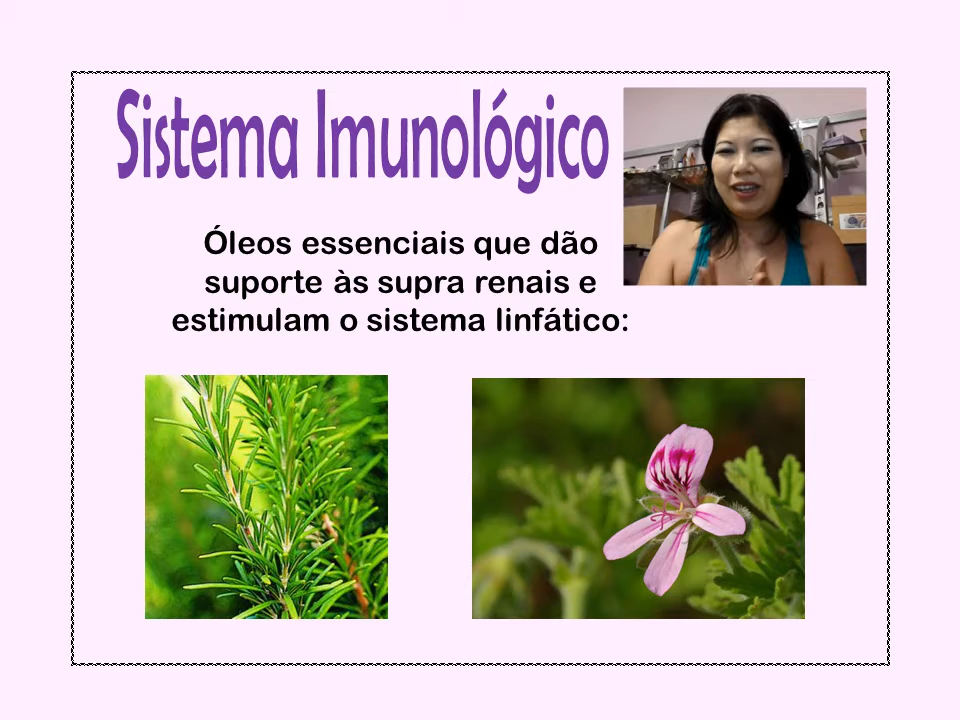 Sistema Imunológico
Óleos essenciais que dão
suporte às supra renais e
estimulam o sistema linfático: